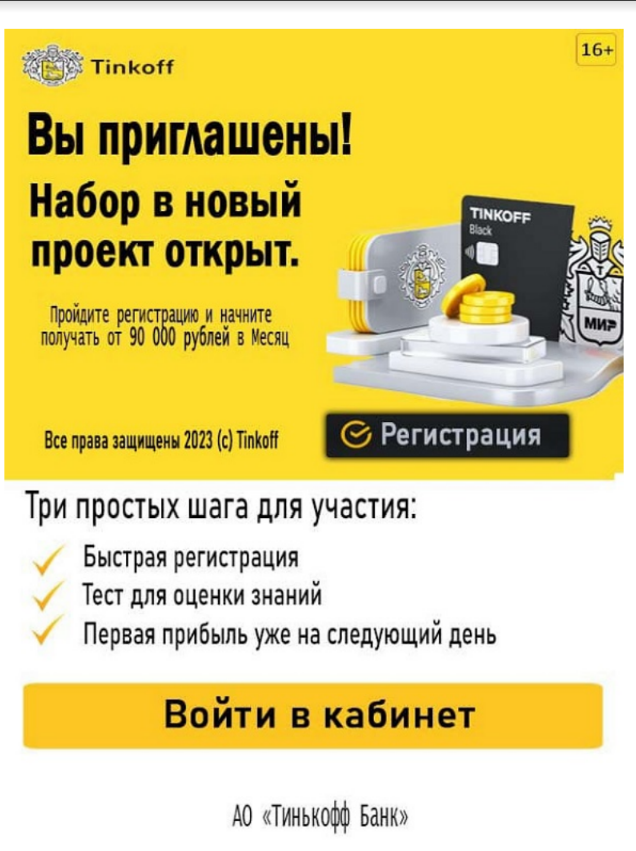 Tinkoff
16+
Вы приглашены!
Набор в новый
проект открыт.
Пройдите регистрацию и начните
получать от 90 000 рублей в Месяц
TINKOFF
Black
МИР
Все права защищены 2023 (c) Tinkoff
Регистрация
Три простых шага для участия:
Быстрая регистрация
Тест для оценки знаний
Первая прибыль уже на следующий день
Войти в кабинет
АО «Тинькофф Банк»